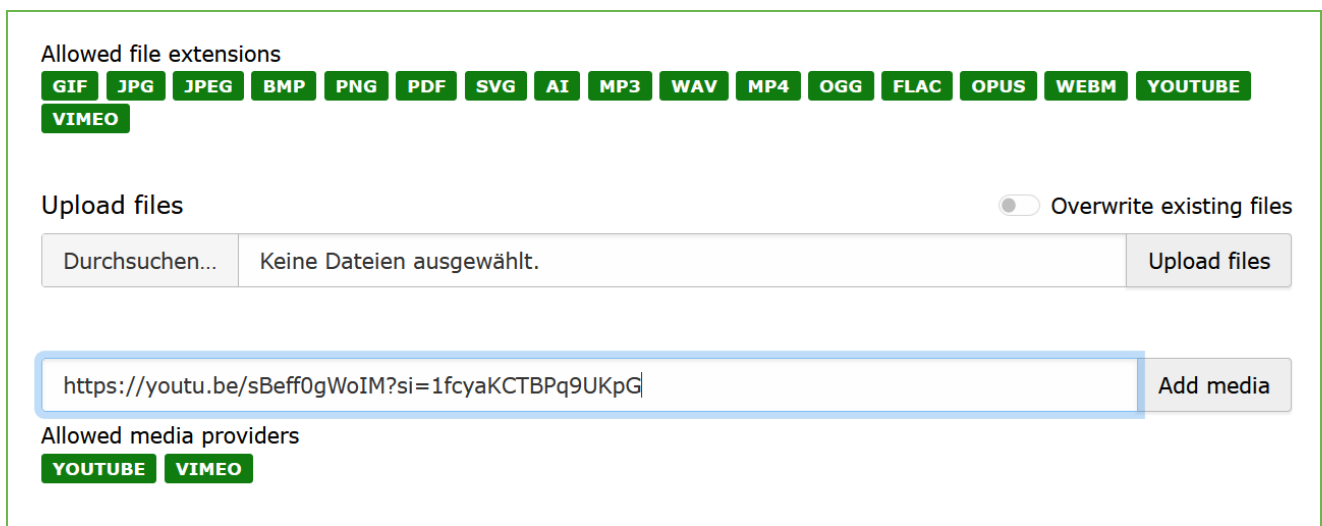 Allowed file extensions
GIF JPG JPEG BMP PNG PDF SVG AI MP3 WAV MP4 OGG FLAC OPUS WEBM YOUTUBE
VIMEO
Upload files Overwrite existing files
Durchsuchen... Keine Dateien ausgewählt. Upload files
https://youtu.be/sBeff0gWoIM?si=1fcyaKCTBPq9UKpG Add media
Allowed media providers
YOUTUBE VIMEO